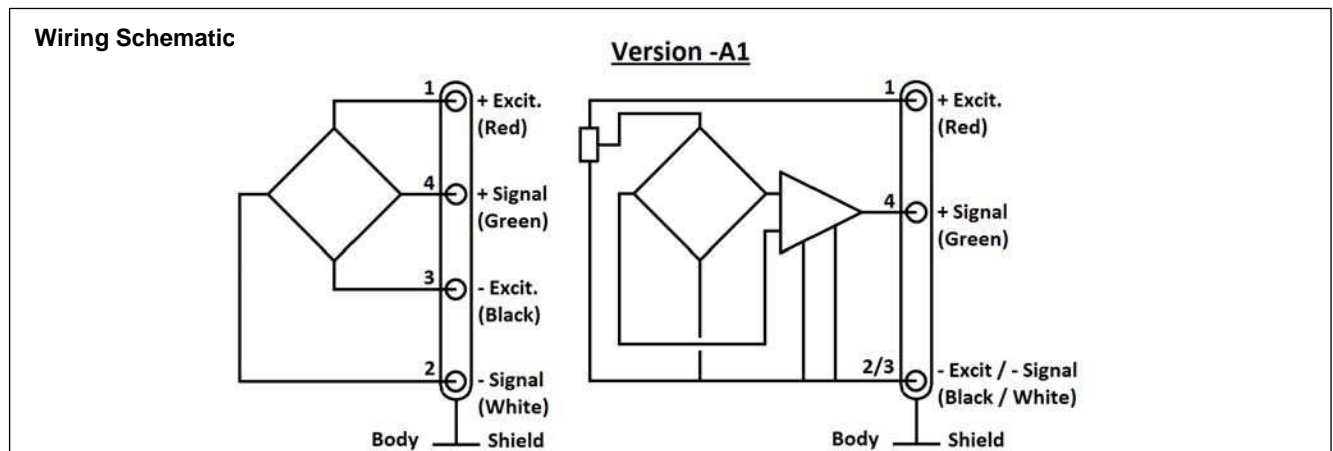 Wiring Schematic
Version -A1
1
+ Excit.
(Red)
4
+ Signal
(Green)
3
- Excit.
(Black)
2
- Signal
(White)
Body
Shield
1
+ Excit.
(Red)
4
+ Signal
(Green)
2/3
- Excit / - Signal
(Black / White)
Body
Shield